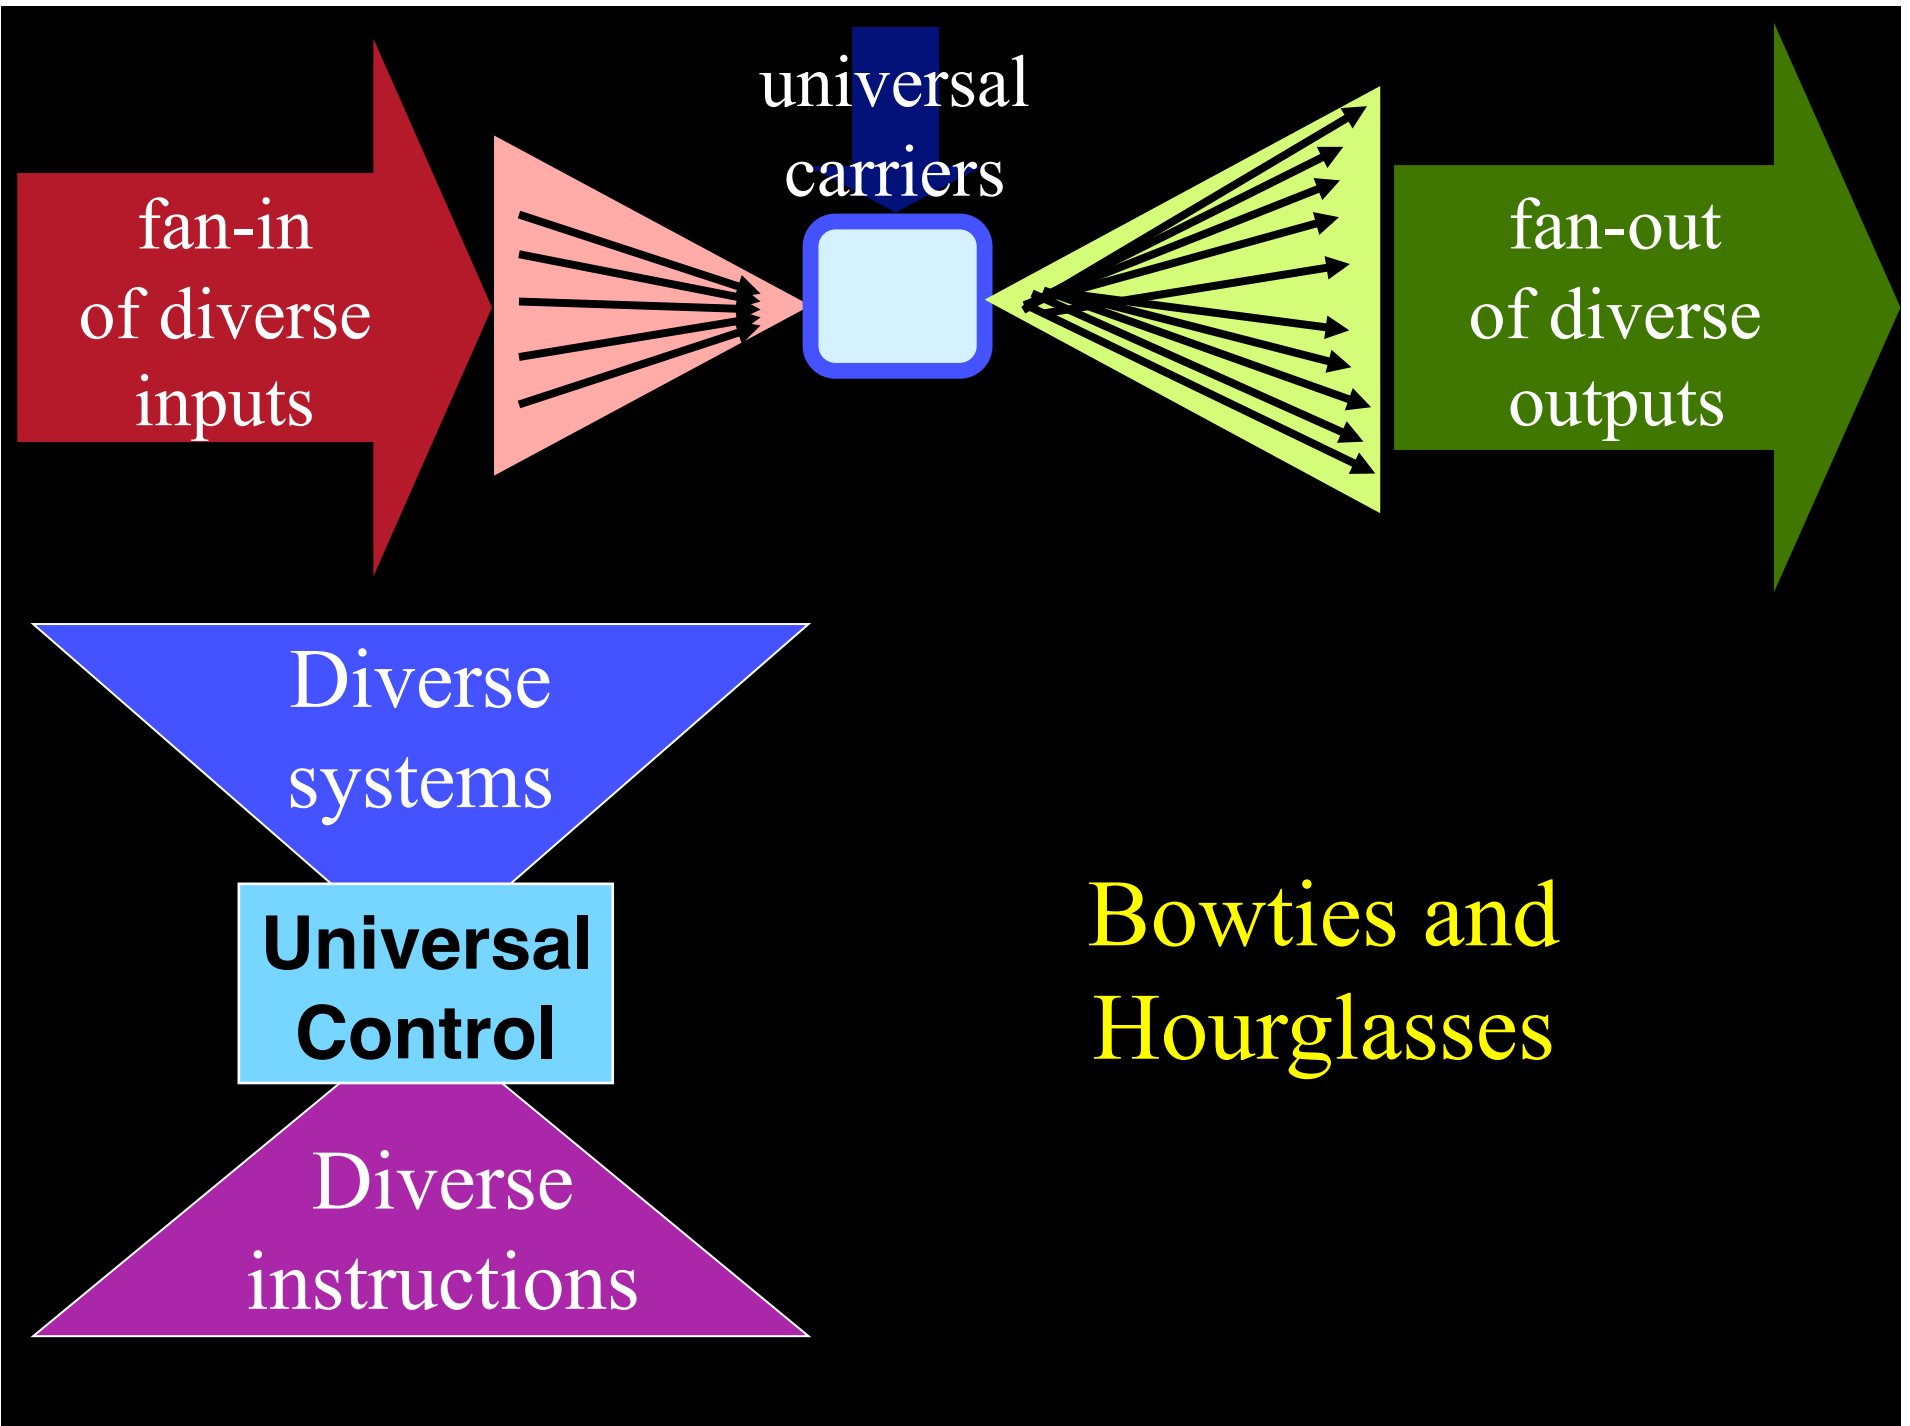 universal
carriers
fan-in
of diverse
inputs
fan-out
of diverse
outputs
Diverse
systems
Universal
Control
Diverse
instructions
Bowties and
Hourglasses